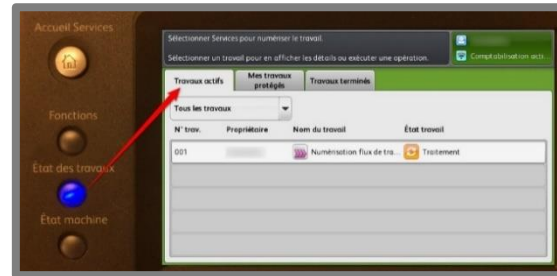 Accueil Services
Fonctions
État des travaux
État machine
Sélectionner Services pour numériser le travail.
Sélectionner un travail pour en afficher les détails ou exécuter une opération.
Comptabilisation acti...
Travaux actifs
Mes travaux
protégés
Travaux terminés
Tous les travaux
N° trav. Propriétaire Nom du travail État travail
001 Numérisation flux de tra... Traitement